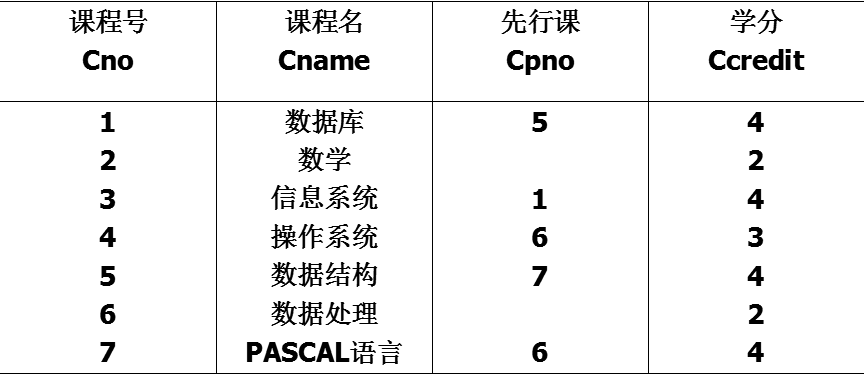 课程号 课程名 先行课 学分
Cno Cname Cpno Ccredit
1 数据库 5 4
2 数学 2
3 信息系统 1 4
4 操作系统 6 3
5 数据结构 7 4
6 数据处理 2
7 PASCAL语言 6 4